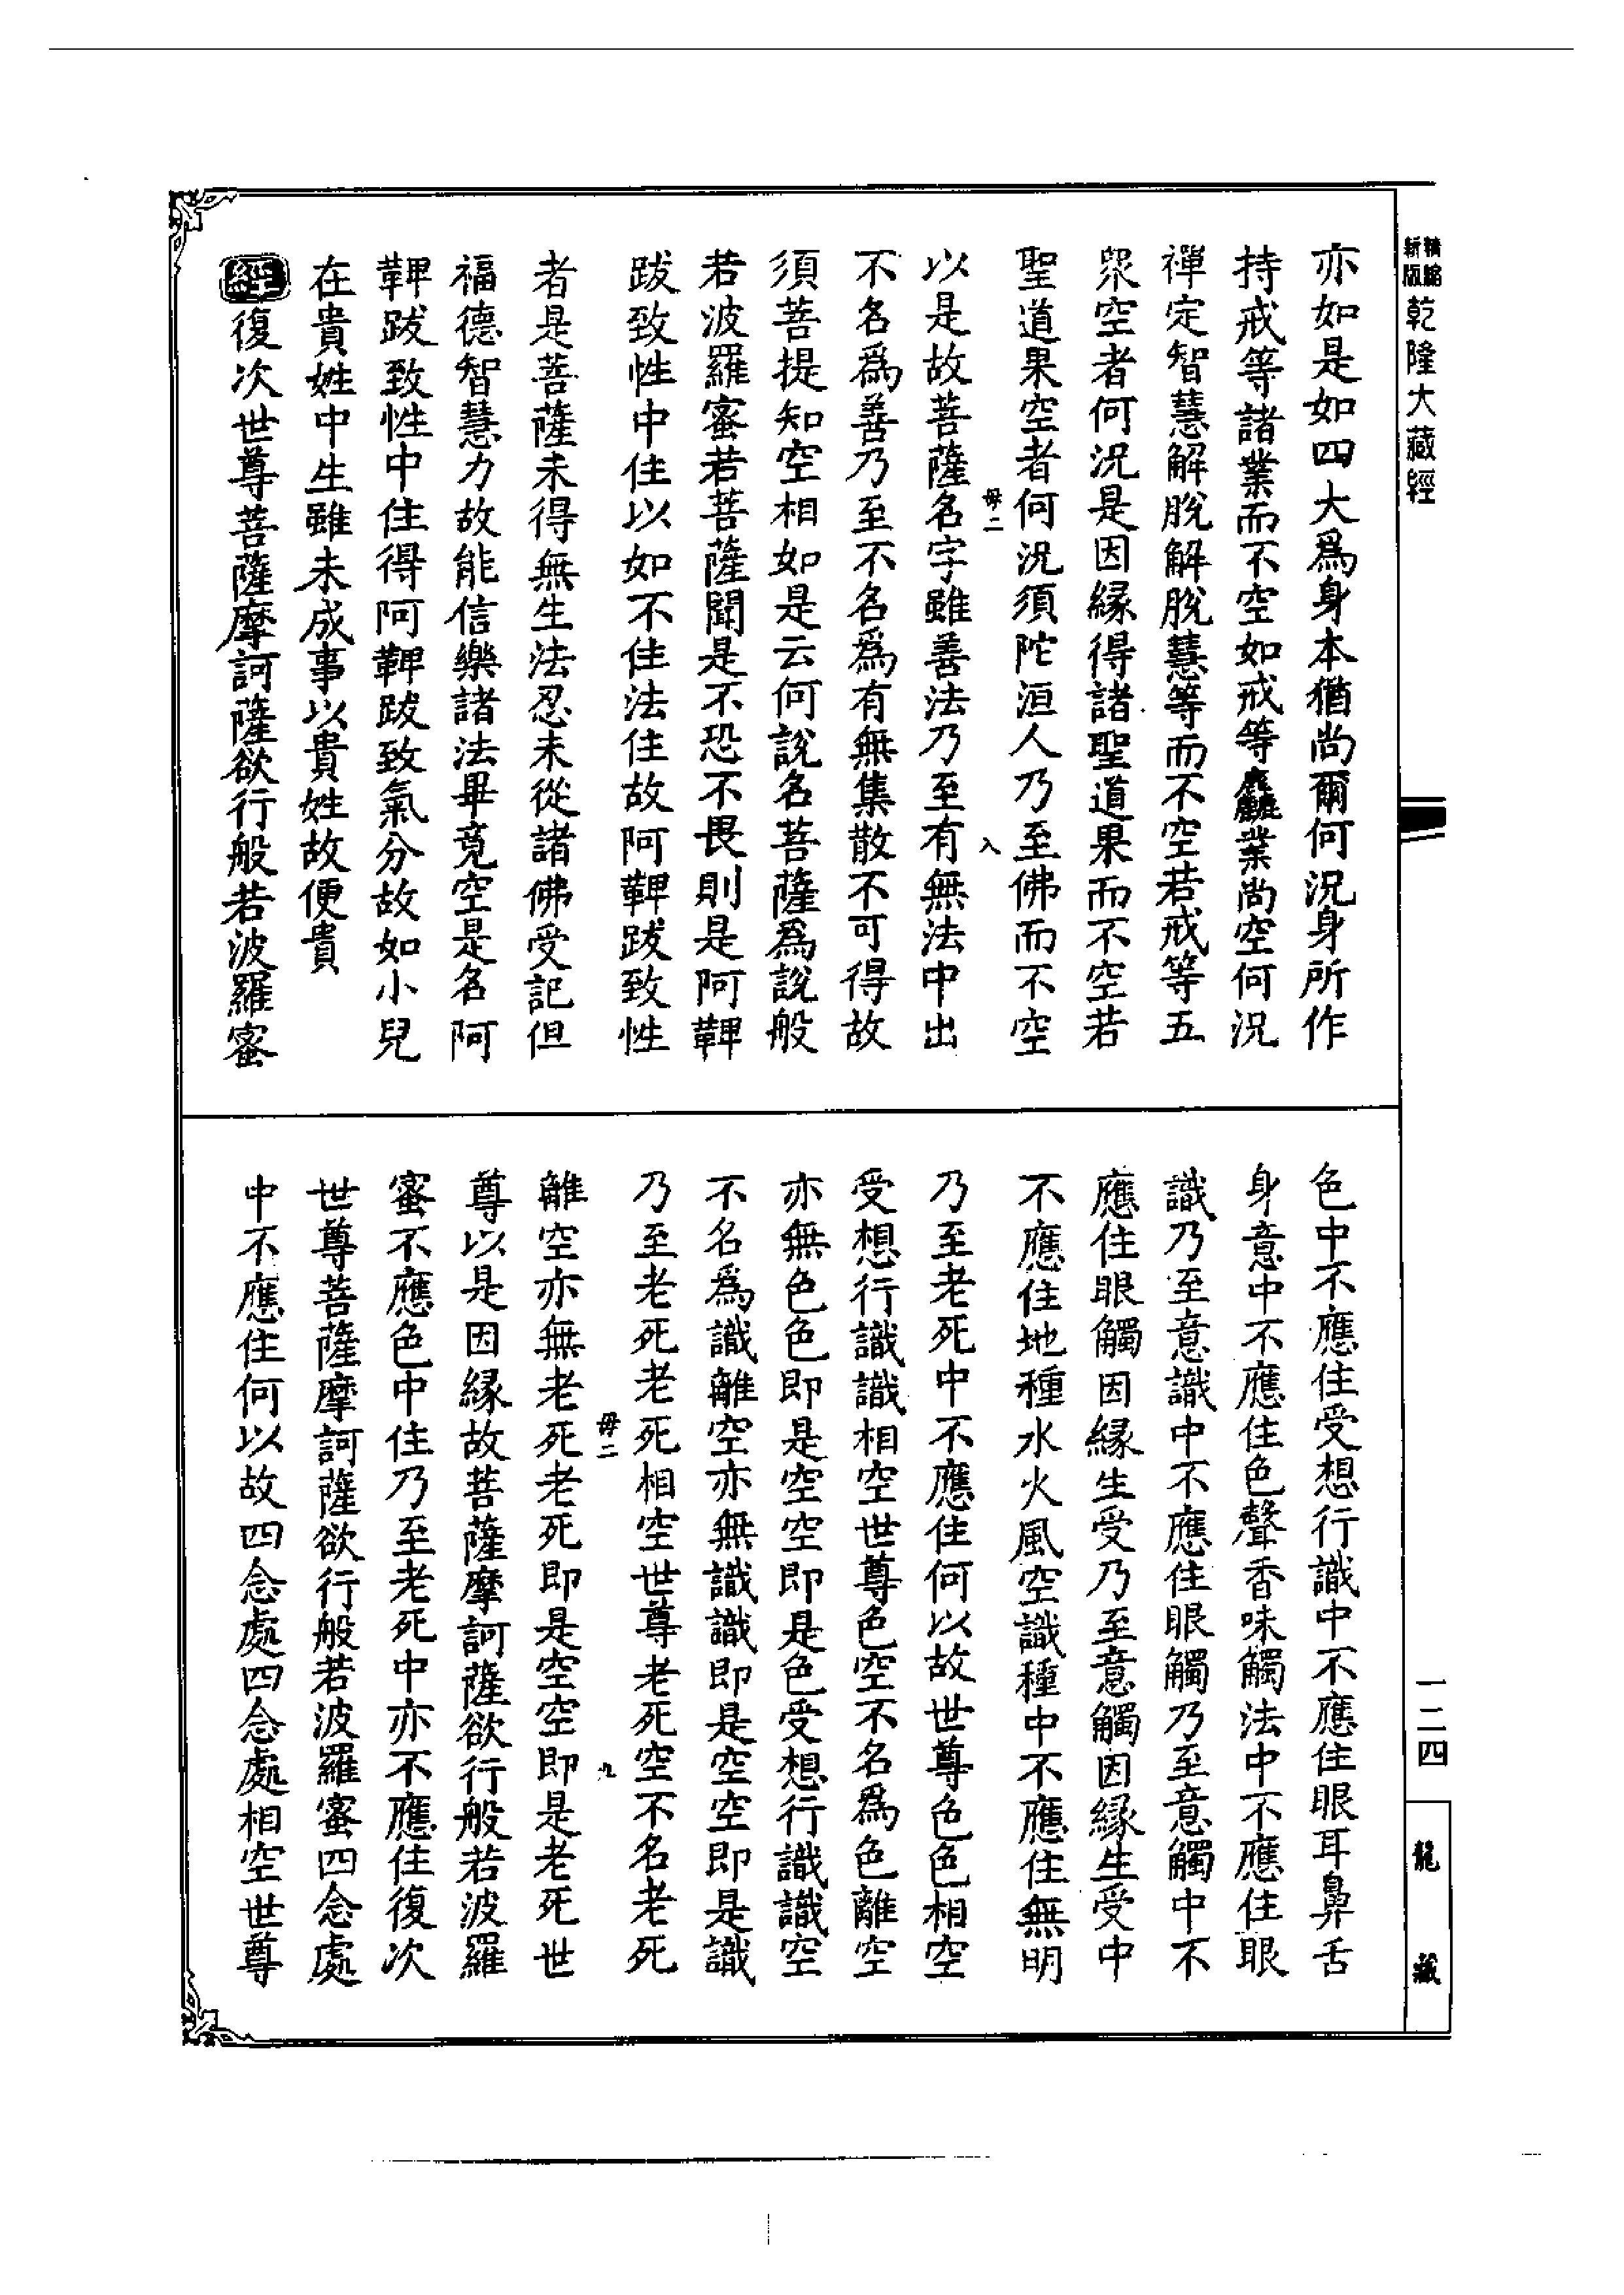 精縮新版
乾隆大藏經
亦如是如四大爲身本猶尚爾何況身所作
持戒等諸業而不空如戒等麤業尚空何況
禪定智慧解脫解脫慧等而不空若戒等五
衆空者何況是因緣得諸聖道果而不空若
聖道果空者何況須陀洹人乃至佛而不空
毋二
入
以是故菩薩名字雖善法乃至有無法中出
不名爲善乃至不名爲有無集散不可得故
須菩提知空相如是云何說名菩薩爲說般
若波羅蜜若菩薩聞是不恐不畏則是阿鞞
跋致性中住以如不住法住故阿鞞跋致性
者是菩薩未得無生法忍未從諸佛受記但
福德智慧力故能信樂諸法畢竟空是名阿
鞞跋致性中住得阿鞞跋致氣分故如小兒
在貴姓中生雖未成事以貴姓故便貴
經復次世尊菩薩摩訶薩欲行般若波羅蜜
色中不應住受想行識中不應住眼耳鼻舌
身意中不應住色聲香味觸法中不應住眼
識乃至意識中不應住眼觸乃至意觸中不
應住眼觸因緣生受乃至意觸因緣生受中
不應住地種水火風空識種中不應住無明
乃至老死中不應住何以故世尊色色相空
受想行識識相空世尊色空不名爲色離空
亦無色色即是空空即是色受想行識識空
不名爲識離空亦無識識即是空空即是識
乃至老死老死相空世尊老死空不名老死
毋二
九
離空亦無老死老死即是空空即是老死世
尊以是因緣故菩薩摩訶薩欲行般若波羅
蜜不應色中住乃至老死中亦不應住復次
世尊菩薩摩訶薩欲行般若波羅蜜四念處
中不應住何以故四念處四念處相空世尊
一二四
龍藏